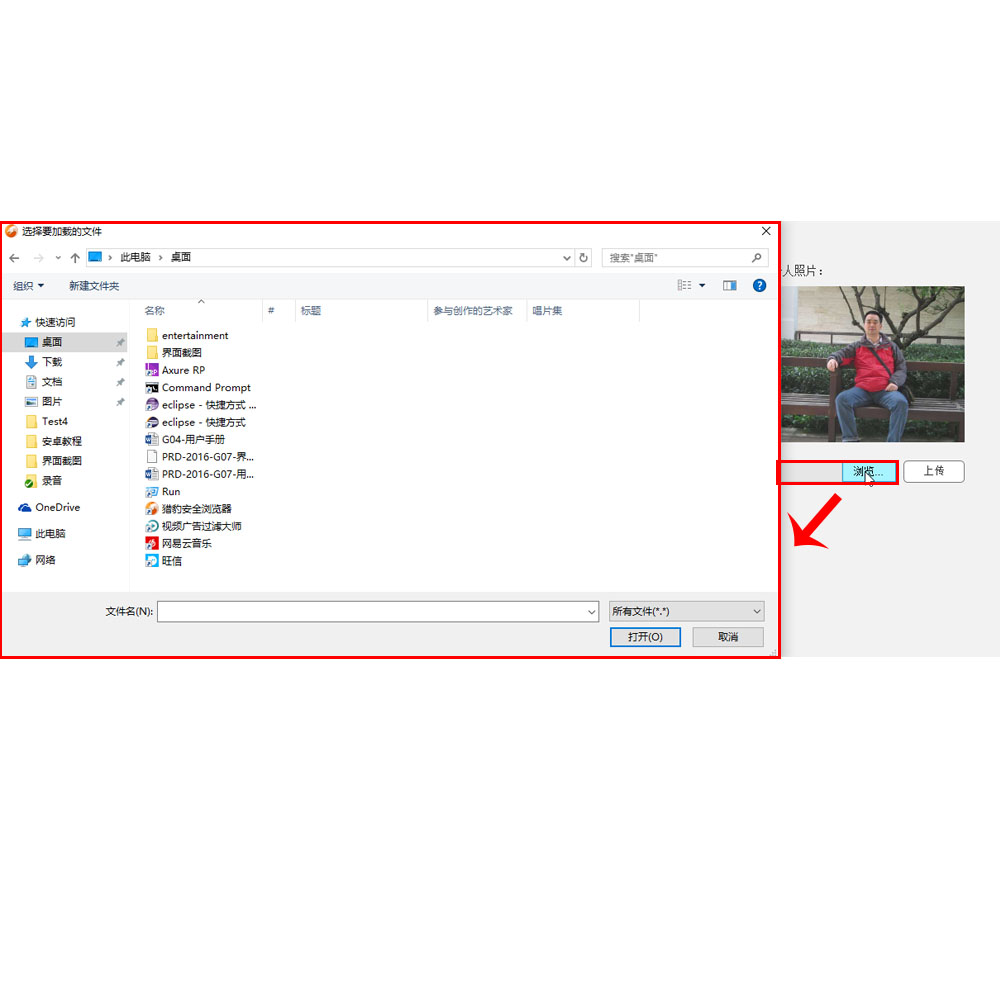 选择要加载的文件
此电脑 › 桌面
搜索"桌面"
组织
新建文件夹
名称
#
标题
参与创作的艺术家
唱片集
快速访问
桌面
下载
文档
图片
Test4
安卓教程
界面截图
录音
OneDrive
此电脑
网络
entertainment
界面截图
Axure RP
Command Prompt
eclipse - 快捷方式 ...
eclipse - 快捷方式
G04-用户手册
PRD-2016-G07-界...
PRD-2016-G07-用...
Run
猎豹安全浏览器
视频广告过滤大师
网易云音乐
旺信
文件名(N):
所有文件(*.*)
打开(O)
取消
人照片：
浏览...
上传